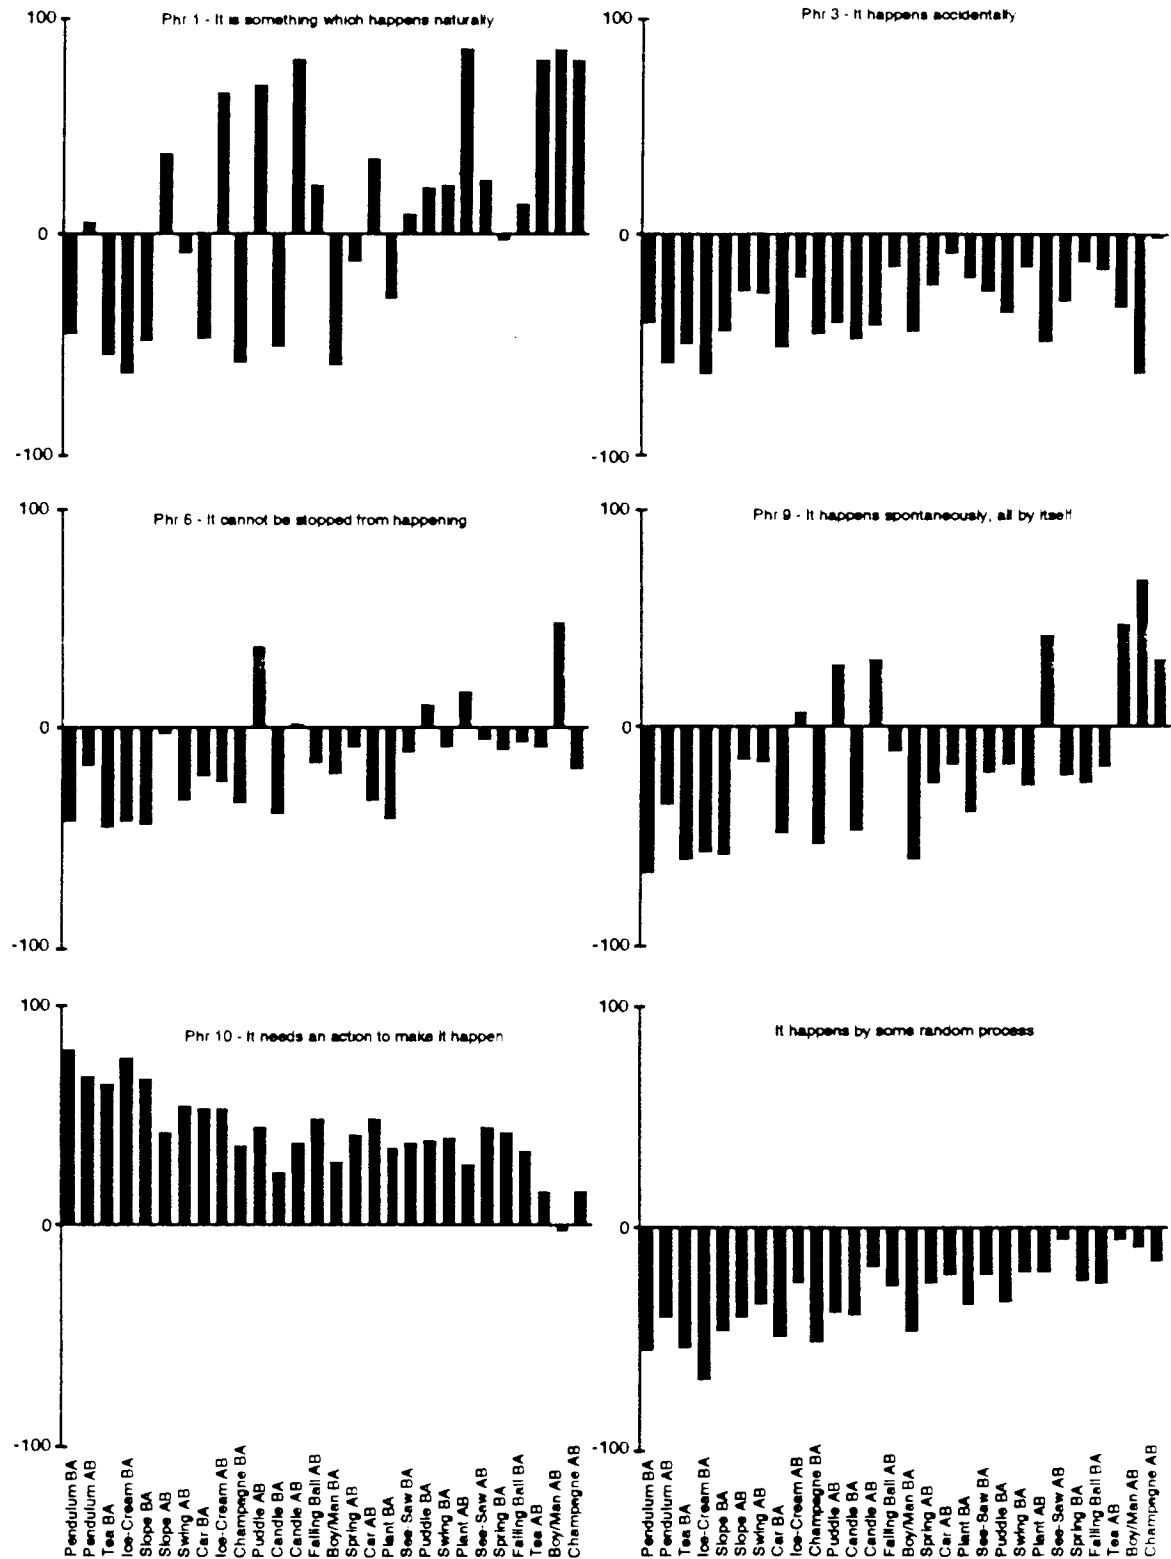 Phr 1 - It is something which happens naturally
100
0
-100
Phr 3 - It happens accidentally
100
0
-100
Phr 6 - It cannot be stopped from happening
100
0
-100
Phr 9 - It happens spontaneously, all by itself
100
0
-100
Phr 10 - It needs an action to make it happen
100
0
-100
Pendulum BA
Pendulum AB
Tea BA
Ice-Cream BA
Slope BA
Slope AB
Swing AB
Car BA
Ice-Cream AB
Champagne BA
Puddle AB
Candle BA
Candle AB
Falling Ball AB
Boy/Man BA
Spring AB
Car AB
Plant BA
See-Saw BA
Puddle BA
Swing BA
Plant AB
See-Saw AB
Spring BA
Falling Ball BA
Tea AB
Boy/Man AB
Champagne AB
It happens by some random process
100
0
-100
Pendulum BA
Pendulum AB
Tea BA
Ice-Cream BA
Slope BA
Slope AB
Swing AB
Car BA
Ice-Cream AB
Champagne BA
Puddle AB
Candle BA
Candle AB
Falling Ball AB
Boy/Man BA
Spring AB
Car AB
Plant BA
See-Saw BA
Puddle BA
Swing BA
Plant AB
See-Saw AB
Spring BA
Falling Ball BA
Tea AB
Boy/Man AB
Champagne AB